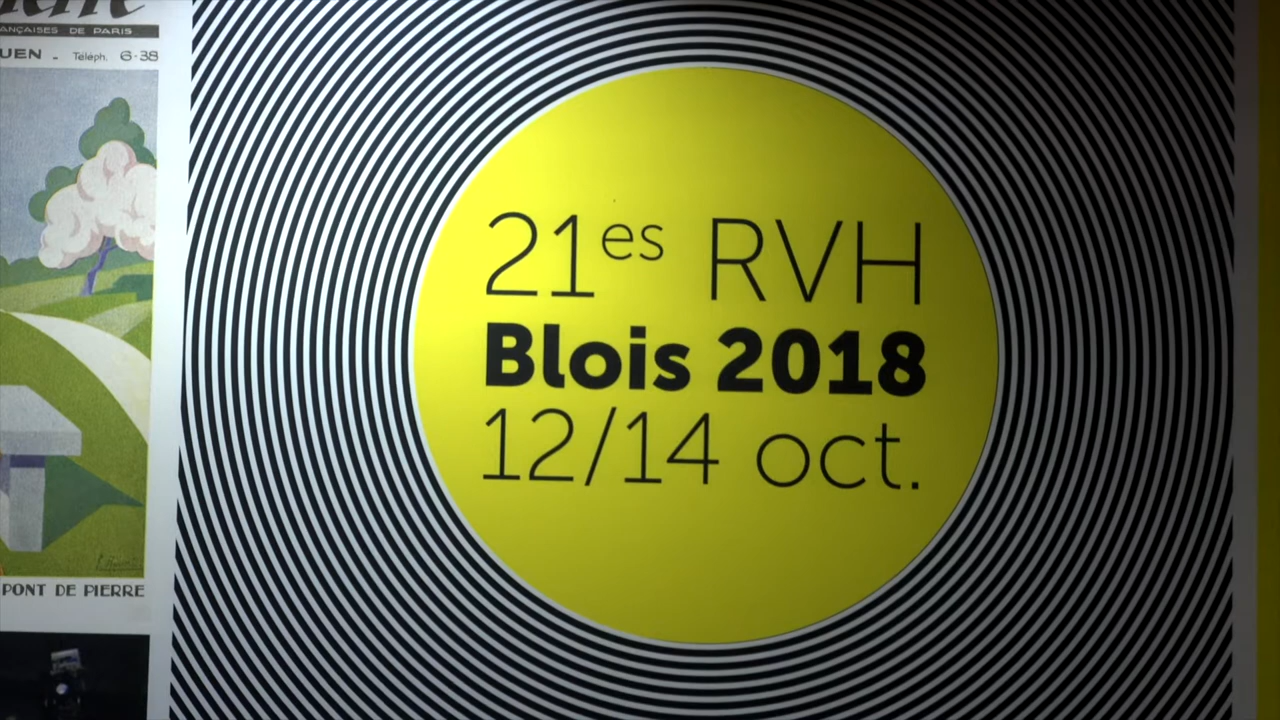 ANÇAISES DE PARIS
UEN - Téléph. 6-38
PONT DE PIERRE
21es RVH
Blois 2018
12/14 oct.